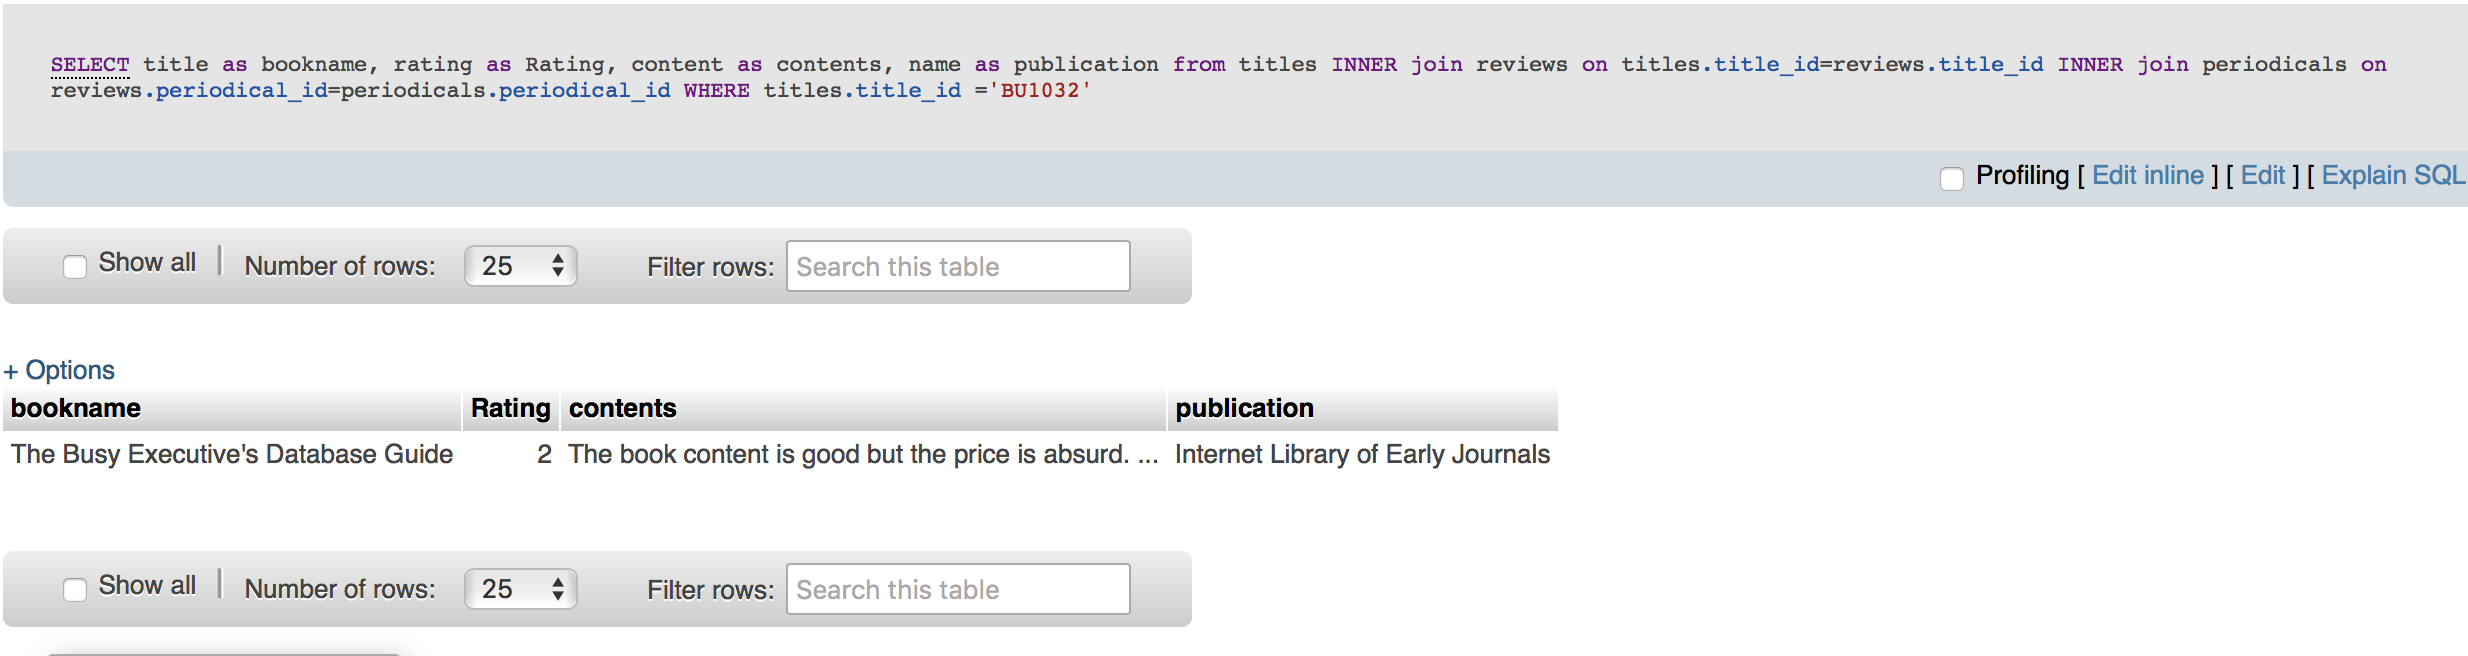 SELECT title as bookname, rating as Rating, content as contents, name as publication from titles INNER join reviews on titles.title_id=reviews.title_id INNER join periodicals on
reviews.periodical_id=periodicals.periodical_id WHERE titles.title_id ='BU1032'
Profiling [ Edit inline ] [ Edit ] [ Explain SQL
Show all | Number of rows: 25 Filter rows: Search this table
+ Options
bookname Rating contents publication
The Busy Executive's Database Guide 2 The book content is good but the price is absurd. ... Internet Library of Early Journals
Show all | Number of rows: 25 Filter rows: Search this table